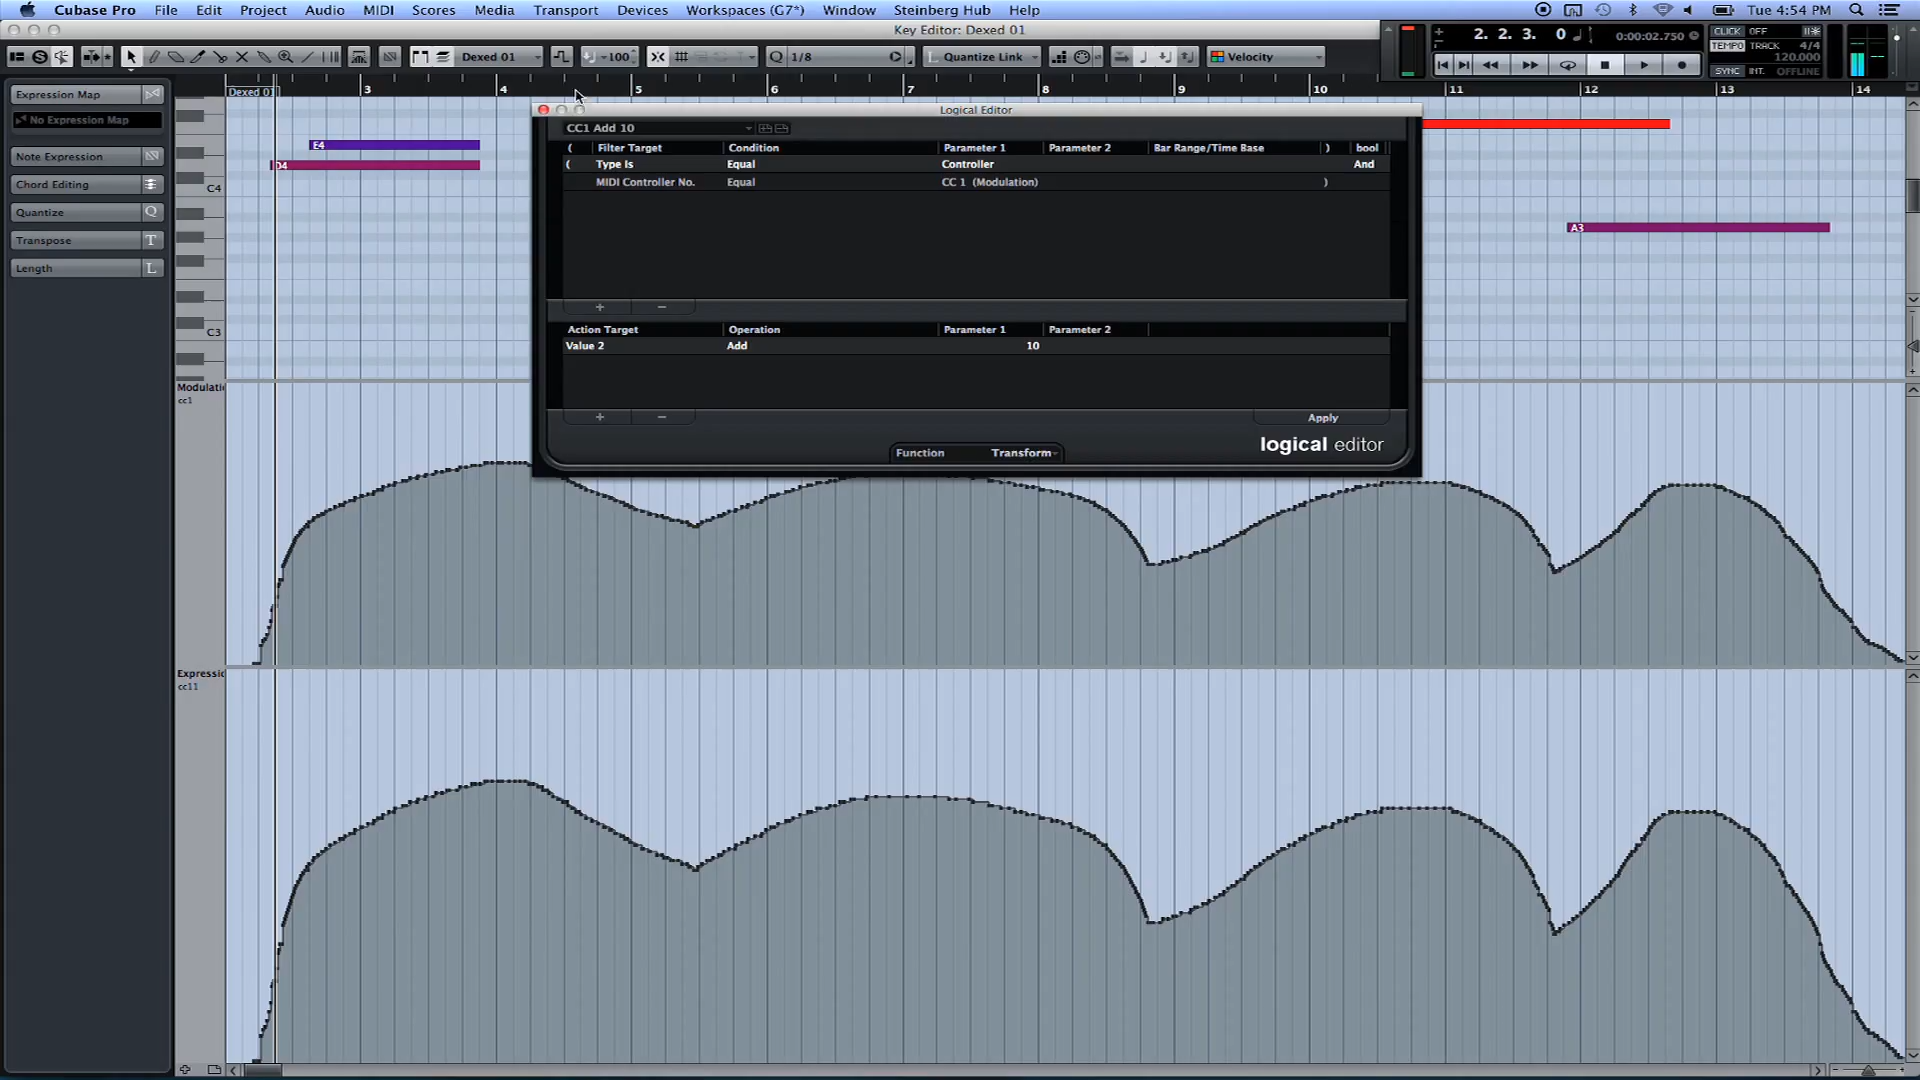 Cubase Pro File Edit Project Audio MIDI Scores Media Transport Devices Workspaces (G7*) Window Steinberg Hub Help Tue 4:54 PM
Key Editor: Dexed 01
Dexed 01 100 Q 1/8 Quantize Link Velocity
2. 2. 3. 0 0:00:02.750
CLICK OFF
TEMPO TRACK 4/4
120.000
SYNC INT. OFFLINE
Expression Map
No Expression Map
Note Expression
Chord Editing
Quantize Q
Transpose T
Length L
Dexed 01 3 4 5 6 7 8 9 10 11 12 13 14
E4
D4
A3
C4
C3
Logical Editor
CC1 Add 10
( Filter Target Condition Parameter 1 Parameter 2 Bar Range/Time Base ) bool
( Type Is Equal Controller And
MIDI Controller No. Equal CC 1 (Modulation) )
+ −
Action Target Operation Parameter 1 Parameter 2
Value 2 Add 10
+ − Apply
Function Transform
logical editor
Modulati
cc1
Expressic
cc11